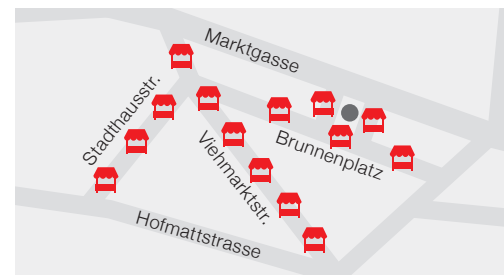 Marktgasse
Stadthausstr.
Viehmarktstr.
Brunnenplatz
Hofmattstrasse